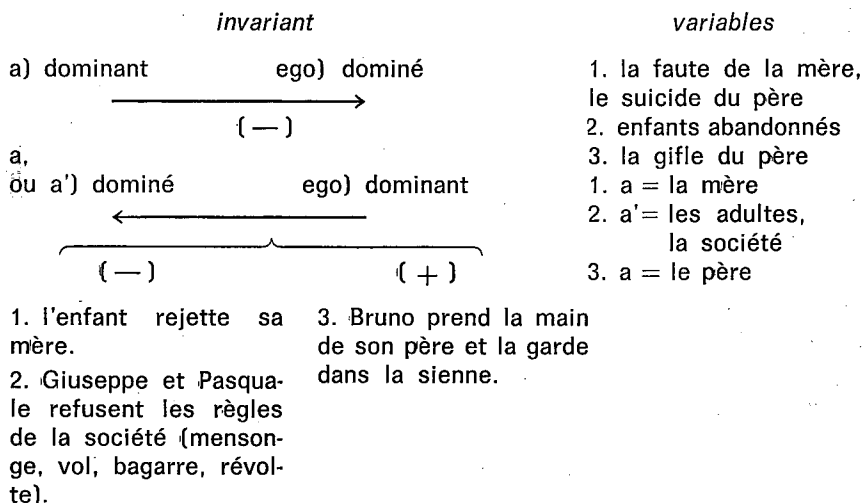 invariant
variables
a) dominant ego) dominé
( — )
a,
ou a') dominé ego) dominant
( — ) ( + )
1. la faute de la mère,
le suicide du père
2. enfants abandonnés
3. la gifle du père
1. a = la mère
2. a'= les adultes,
la société
3. a = le père
1. l'enfant rejette sa
mère.
2. Giuseppe et Pasqua-
le refusent les règles
de la société (menson-
ge, vol, bagarre, révol-
te).
3. Bruno prend la main
de son père et la garde
dans la sienne.